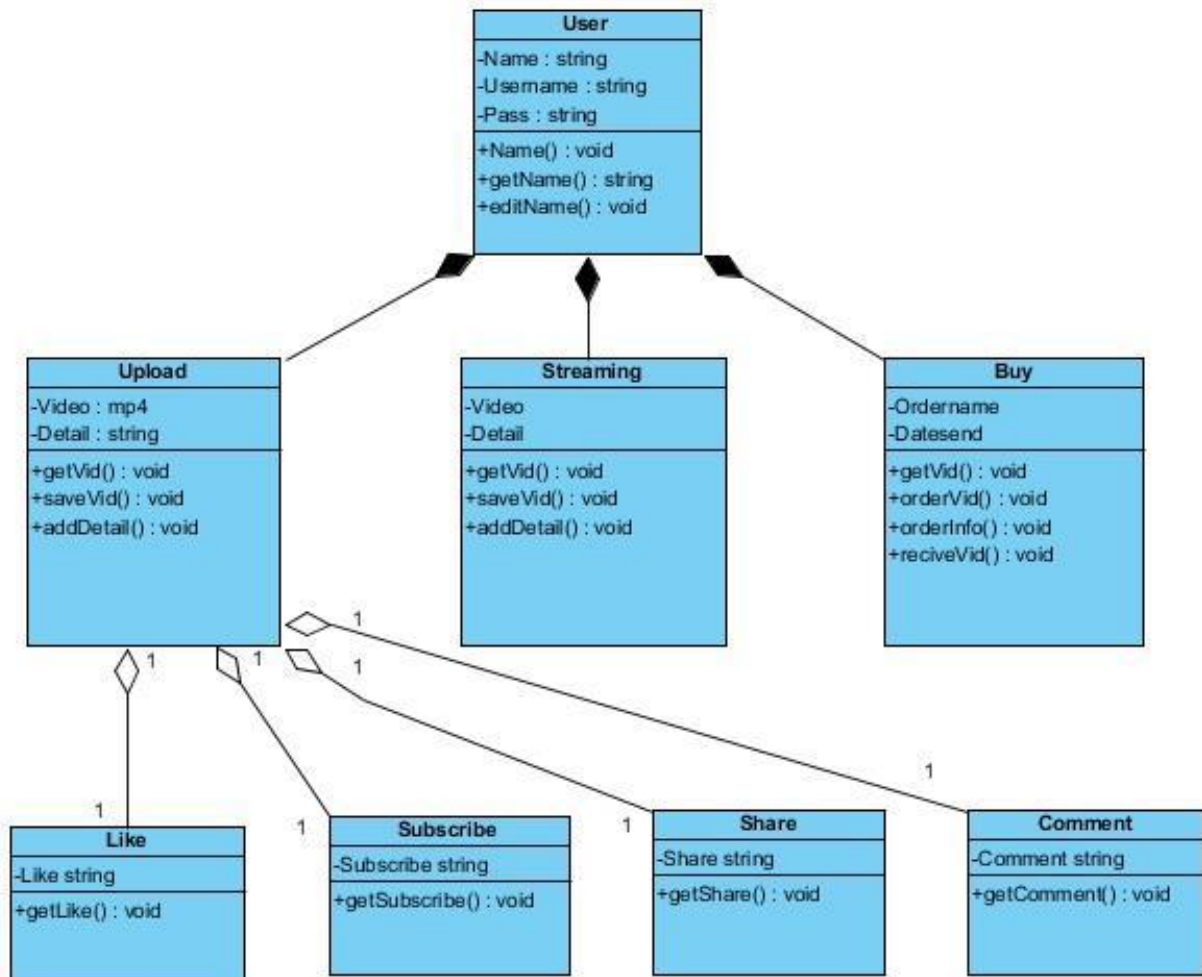 User
-Name : string
-Username : string
-Pass : string
+Name() : void
+getName() : string
+editName() : void
Upload
-Video : mp4
-Detail : string
+getVid() : void
+saveVid() : void
+addDetail() : void
Streaming
-Video
-Detail
+getVid() : void
+saveVid() : void
+addDetail() : void
Buy
-Ordername
-Datesend
+getVid() : void
+orderVid() : void
+orderInfo() : void
+reciveVid() : void
1
1
1
1
1
1
1
1
Like
-Like string
+getLike() : void
Subscribe
-Subscribe string
+getSubscribe() : void
Share
-Share string
+getShare() : void
Comment
-Comment string
+getComment() : void